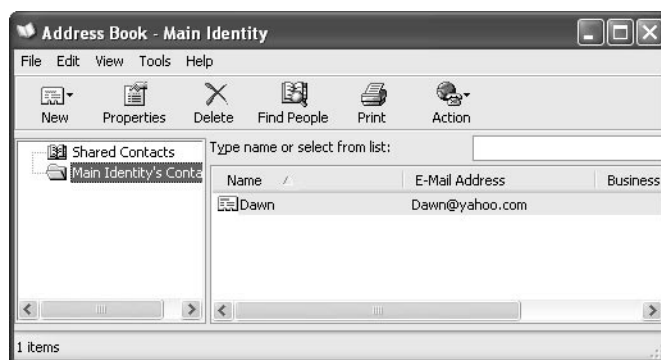 Address Book - Main Identity
File Edit View Tools Help
New Properties Delete Find People Print Action
Shared Contacts
Main Identity's Conta
Type name or select from list:
Name E-Mail Address Business
Dawn Dawn@yahoo.com
1 items